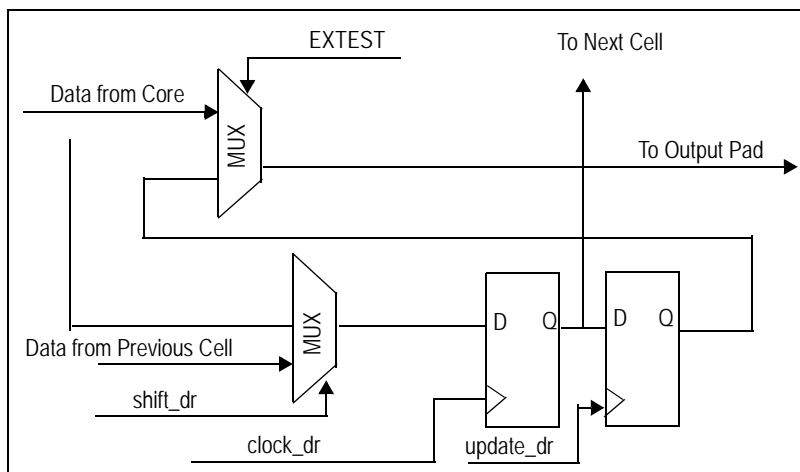 EXTEST
To Next Cell
Data from Core
MUX
To Output Pad
MUX
D Q
D Q
Data from Previous Cell
shift_dr
clock_dr
update_dr